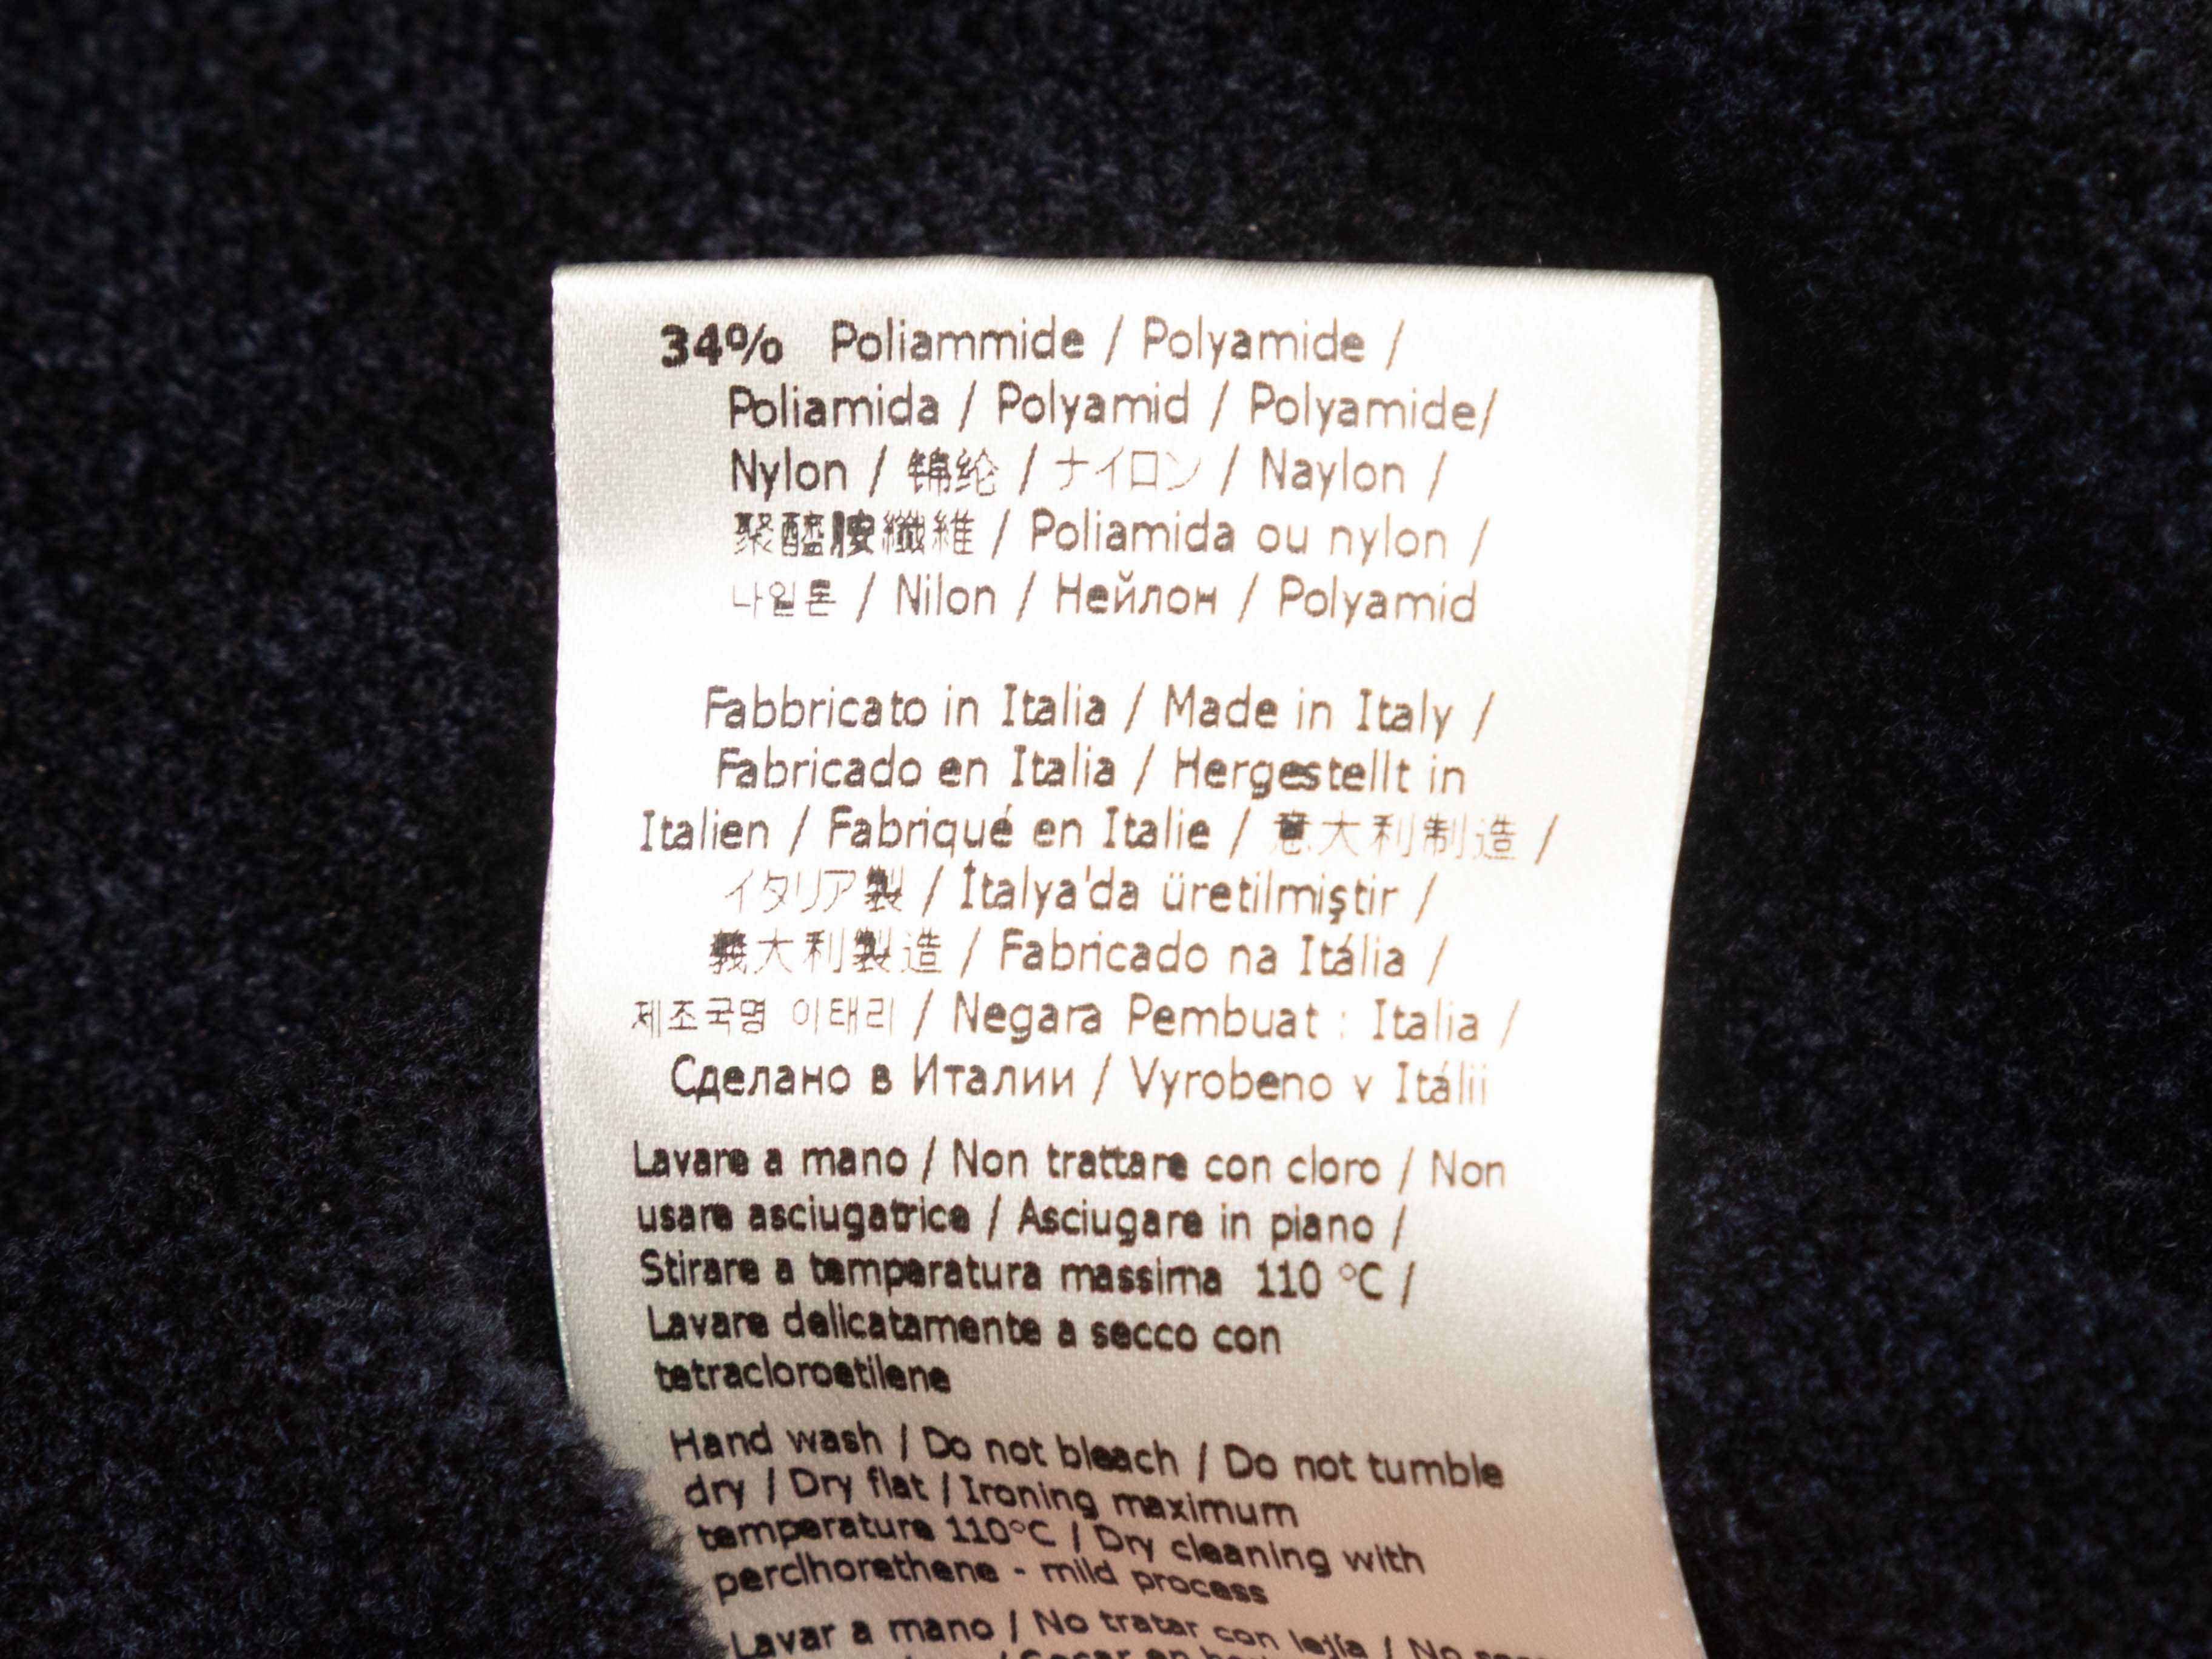 34% Poliammide / Polyamide /
Poliamida / Polyamid / Polyamide/
Nylon / 锦纶 / ナイロン / Naylon /
聚醯胺纖維 / Poliamida ou nylon /
나일론 / Nilon / Нейлон / Polyamid
Fabbricato in Italia / Made in Italy /
Fabricado en Italia / Hergestellt in
Italien / Fabriqué en Italie / 意大利制造 /
イタリア製 / İtalya'da üretilmiştir /
義大利製造 / Fabricado na Itália /
제조국명 이태리 / Negara Pembuat : Italia /
Сделано в Италии / Vyrobeno v Itálii
Lavare a mano / Non trattare con cloro / Non
usare asciugatrice / Asciugare in piano /
Stirare a temperatura massima 110 °C /
Lavare delicatamente a secco con
tetracloroetilene
Hand wash / Do not bleach / Do not tumble
dry / Dry flat / Ironing maximum
temperature 110°C / Dry cleaning with
perclhorethene - mild process
Lavar a mano / No tratar con lejía / No